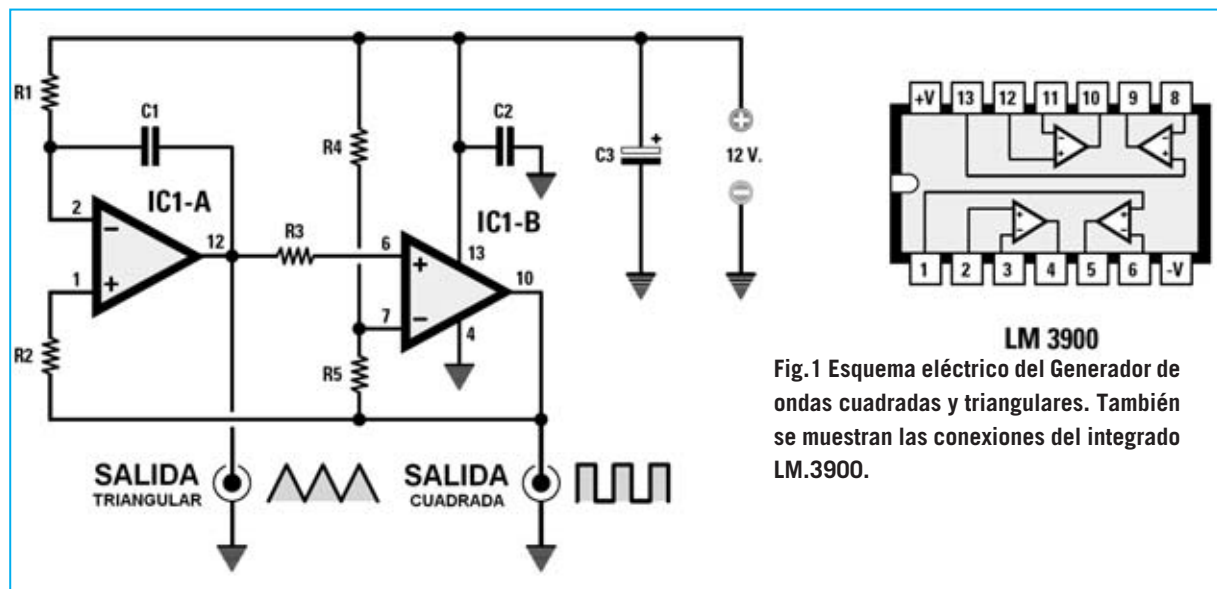 R1
C1
2
1
IC1-A
12
R2
R3
R4
R5
6
7
IC1-B
13
10
4
C2
C3
+
12 V.
SALIDA
TRIANGULAR
SALIDA
CUADRADA
+V 13 12 11 10 9 8
1 2 3 4 5 6 -V
LM 3900
Fig.1 Esquema eléctrico del Generador de
ondas cuadradas y triangulares. También
se muestran las conexiones del integrado
LM.3900.